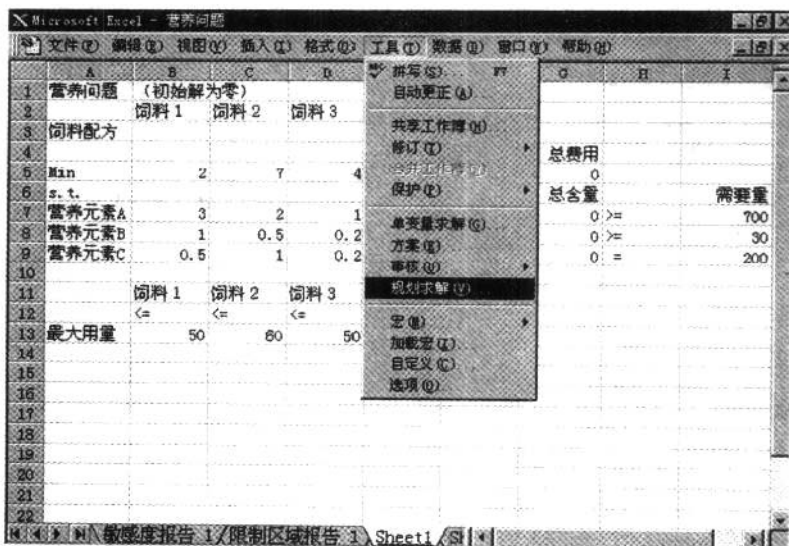 Microsoft Excel - 营养问题
文件(F) 编辑(E) 视图(V) 插入(I) 格式(O) 工具(T) 数据(D) 窗口(W) 帮助(H)
A B C D G H I
1 营养问题 (初始解为零)
2 饲料1 饲料2 饲料3
3 饲料配方
4 总费用
5 Min 2 7 4 0
6 s.t. 总含量 需要量
7 营养元素A 3 2 1 0 >= 700
8 营养元素B 1 0.5 0.2 0 >= 30
9 营养元素C 0.5 1 0.2 0 = 200
10
11 饲料1 饲料2 饲料3
12 <= <= <=
13 最大用量 50 60 50
14
15
16
17
18
19
20
21
22
拼写(S)... F7
自动更正(A)...
共享工作簿(H)...
修订(T)
合并工作簿(W)...
保护(P)
单变量求解(G)...
方案(E)...
审核(U)
规划求解(V)...
宏(M)
加载宏(I)...
自定义(C)...
选项(O)...
敏感度报告 1 限制区域报告 1 Sheet1 Sl